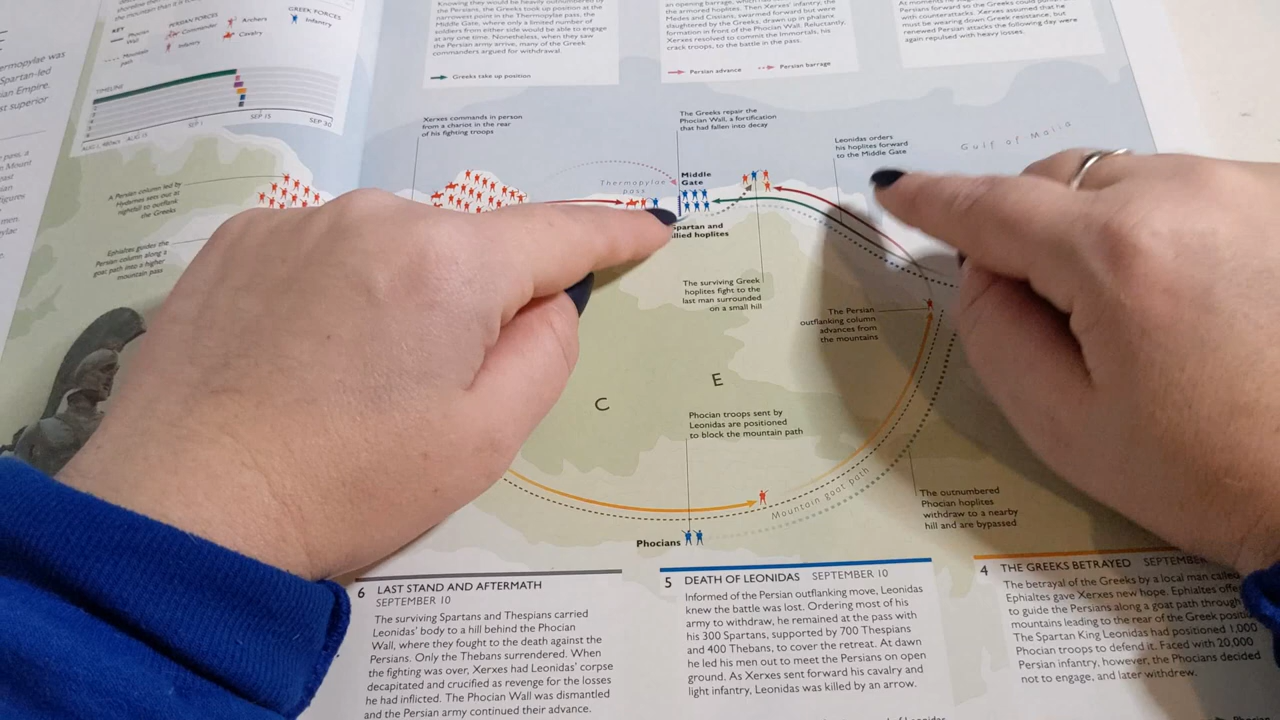 ermopylae was
Spartan-led
ian Empire.
st superior
KEY
PERSIAN FORCES
GREEK FORCES
Phocian
Wall
Commander
Archers
Infantry
Mountain
path
Infantry
Cavalry
TIMELINE
AUG 1, 480
AUG 15
SEP 1
SEP 15
SEP 30
Knowing they would be heavily outnumbered by
the Persians, the Greeks took up position at the
narrowest point in the Thermopylae pass, the
Middle Gate, where only a limited number of
soldiers from either side would be able to engage
at any one time. Nonetheless, when they saw
the Persian army arrive, many of the Greek
commanders argued for withdrawal.
Greeks take up position
the armored hoplites. Then Xerxes' infantry, the
Medes and Cissians, swarmed forward but were
slaughtered by the Greeks, drawn up in phalanx
formation in front of the Phocian Wall. Reluctantly,
Xerxes resolved to commit the Immortals, his
crack troops, to the battle in the pass.
Persian advance
Persian barrage
with counterattacks. Xerxes assumed that he
must be wearing down Greek resistance, but
renewed Persian attacks the following day were
again repulsed with heavy losses.
Xerxes commands in person
from a chariot in the rear
of his fighting troops
The Greeks repair the
Phocian Wall, a fortification
that had fallen into decay
Leonidas orders
his hoplites forward
to the Middle Gate
Gulf of Malia
A Persian column led by
Hydarnes sets out at
nightfall to outflank
the Greeks
Thermopylae
pass
Middle
Gate
Spartan and
allied hoplites
Ephialtes guides the
Persian column along a
goat path into a higher
mountain pass
The surviving Greek
hoplites fight to the
last man surrounded
on a small hill
The Persian
outflanking column
advances from
the mountains
C
E
Phocian troops sent by
Leonidas are positioned
to block the mountain path
Mountain goat path
The outnumbered
Phocian hoplites
withdraw to a nearby
hill and are bypassed
Phocians
6 LAST STAND AND AFTERMATH
SEPTEMBER 10
The surviving Spartans and Thespians carried
Leonidas' body to a hill behind the Phocian
Wall, where they fought to the death against the
Persians. Only the Thebans surrendered. When
the fighting was over, Xerxes had Leonidas' corpse
decapitated and crucified as revenge for the losses
he had inflicted. The Phocian Wall was dismantled
and the Persian army continued their advance.
5 DEATH OF LEONIDAS SEPTEMBER 10
Informed of the Persian outflanking move, Leonidas
knew the battle was lost. Ordering most of his
army to withdraw, he remained at the pass with
his 300 Spartans, supported by 700 Thespians
and 400 Thebans, to cover the retreat. At dawn
he led his men out to meet the Persians on open
ground. As Xerxes sent forward his cavalry and
light infantry, Leonidas was killed by an arrow.
4 THE GREEKS BETRAYED SEPTEMBER
The betrayal of the Greeks by a local man called
Ephialtes gave Xerxes new hope. Ephialtes offe
to guide the Persians along a goat path through
mountains leading to the rear of the Greek positio
The Spartan King Leonidas had positioned 1,000
Phocian troops to defend it. Faced with 20,000
Persian infantry, however, the Phocians decided
not to engage, and later withdrew.